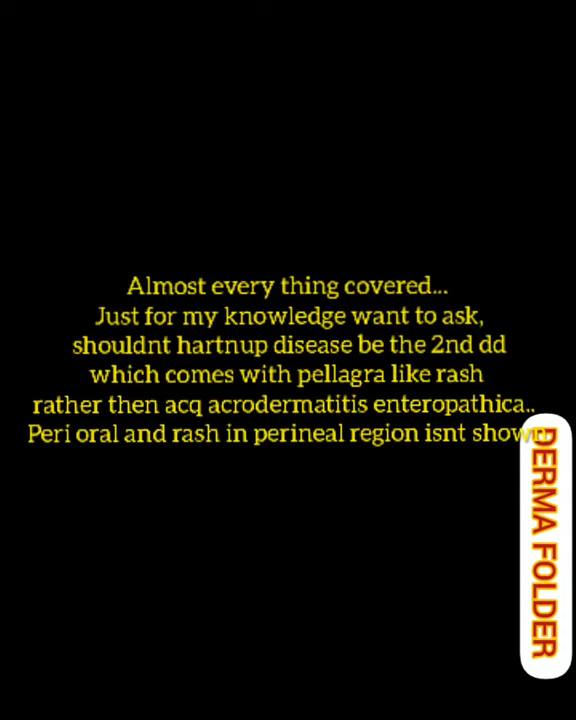 Almost every thing covered...
Just for my knowledge want to ask,
shouldnt hartnup disease be the 2nd dd
which comes with pellagra like rash
rather then acq acrodermatitis enteropathica..
Peri oral and rash in perineal region isnt shown
DERMA FOLDER